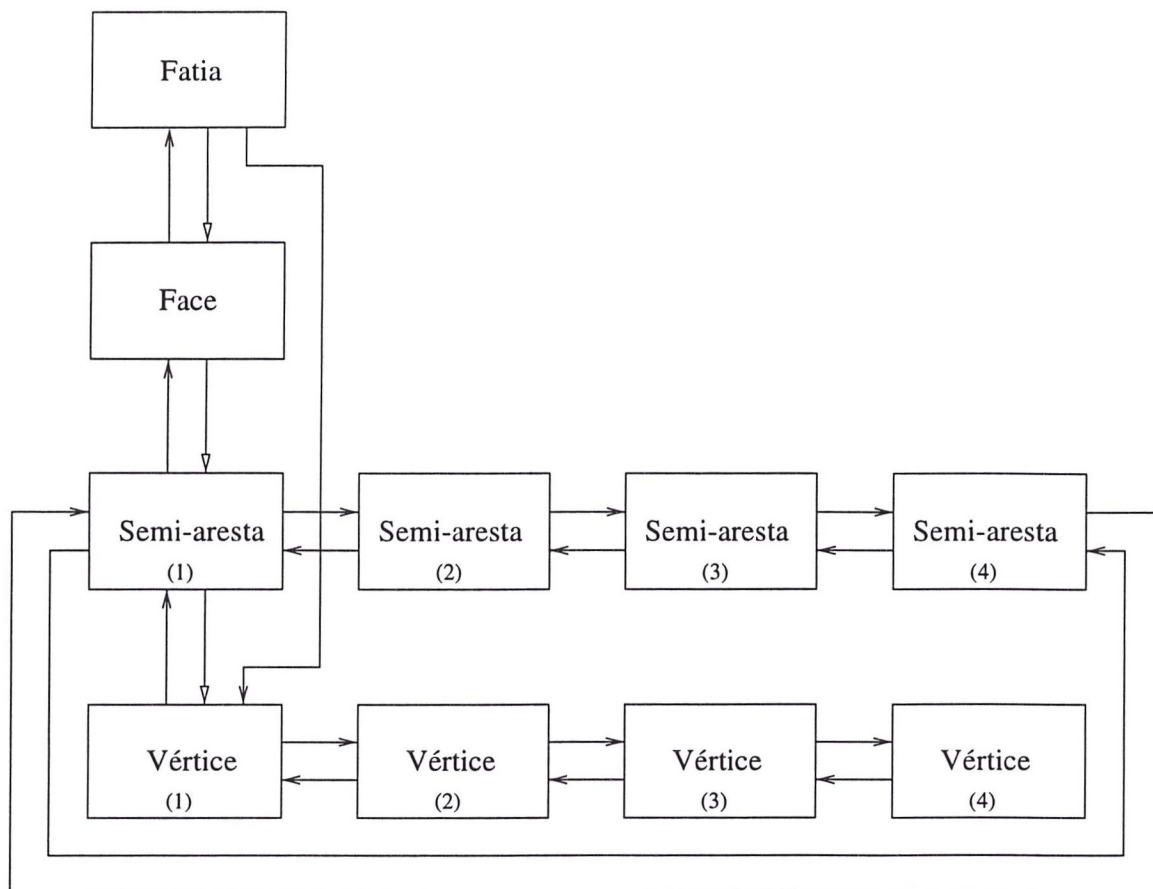 Fatia
Face
Semi-aresta
(1)
Semi-aresta
(2)
Semi-aresta
(3)
Semi-aresta
(4)
Vértice
(1)
Vértice
(2)
Vértice
(3)
Vértice
(4)